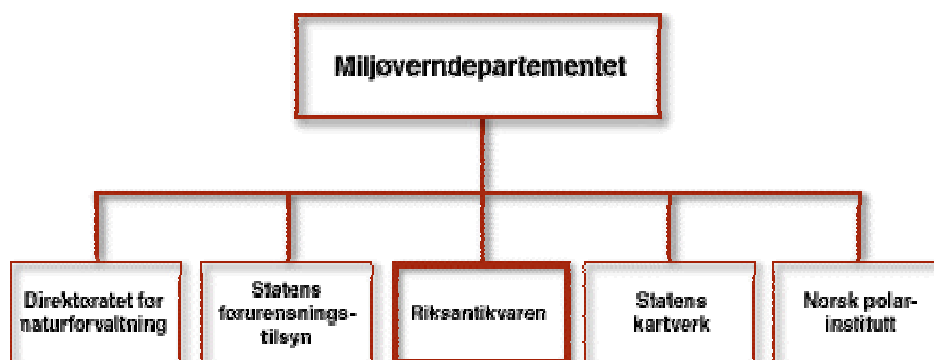 Miljøverndepartementet
Direktoratet for
naturforvaltning
Statens
forurensnings-
tilsyn
Riksantikvaren
Statens
kartverk
Norsk polar-
institutt